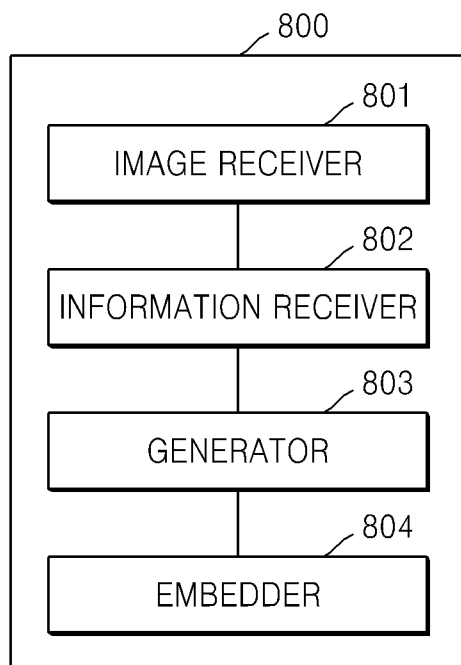 800
801
IMAGE RECEIVER
802
INFORMATION RECEIVER
803
GENERATOR
804
EMBEDDER